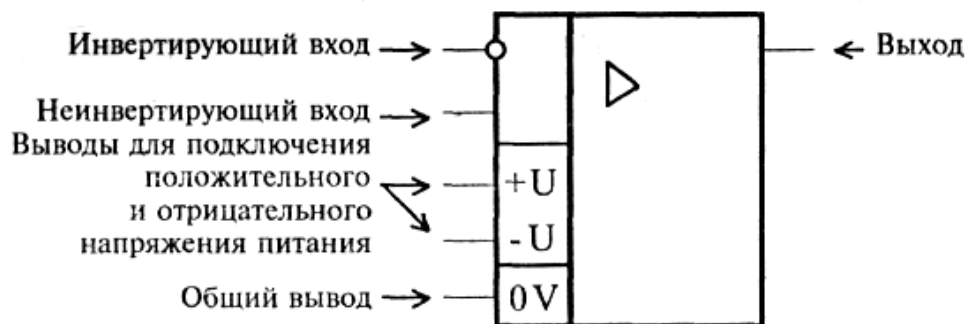 Инвертирующий вход
Выход
Неинвертирующий вход
Выводы для подключения
положительного
и отрицательного
напряжения питания
+U
-U
Общий вывод
0V